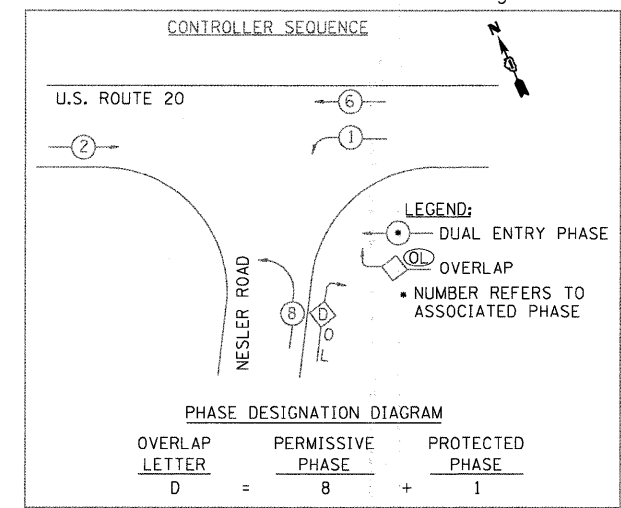 CONTROLLER SEQUENCE
N
U.S. ROUTE 20
6
1
2
LEGEND:
* DUAL ENTRY PHASE
OL OVERLAP
* NUMBER REFERS TO
ASSOCIATED PHASE
NESLER ROAD
8
D
OL
PHASE DESIGNATION DIAGRAM
OVERLAP PERMISSIVE PROTECTED
LETTER PHASE PHASE
D = 8 + 1